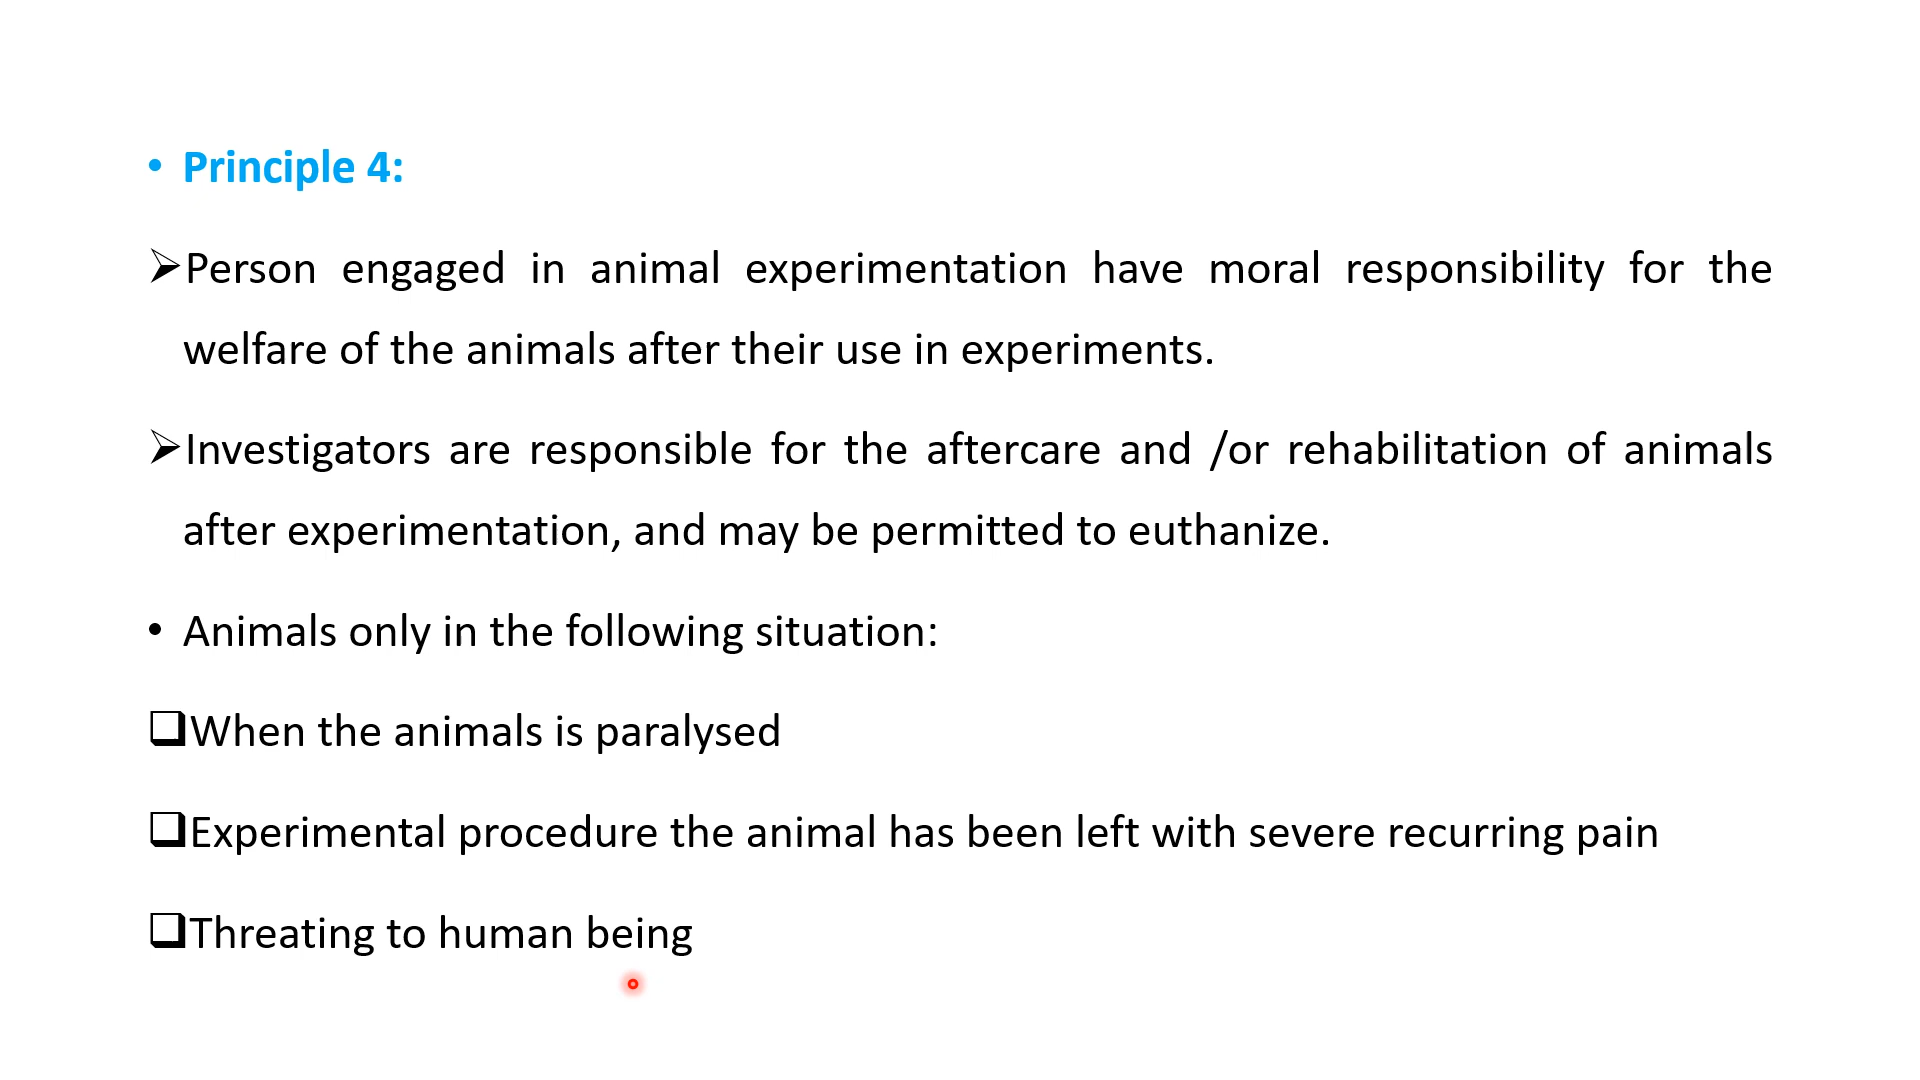 • Principle 4:
➢Person engaged in animal experimentation have moral responsibility for the
welfare of the animals after their use in experiments.
➢Investigators are responsible for the aftercare and /or rehabilitation of animals
after experimentation, and may be permitted to euthanize.
• Animals only in the following situation:
❑When the animals is paralysed
❑Experimental procedure the animal has been left with severe recurring pain
❑Threating to human being